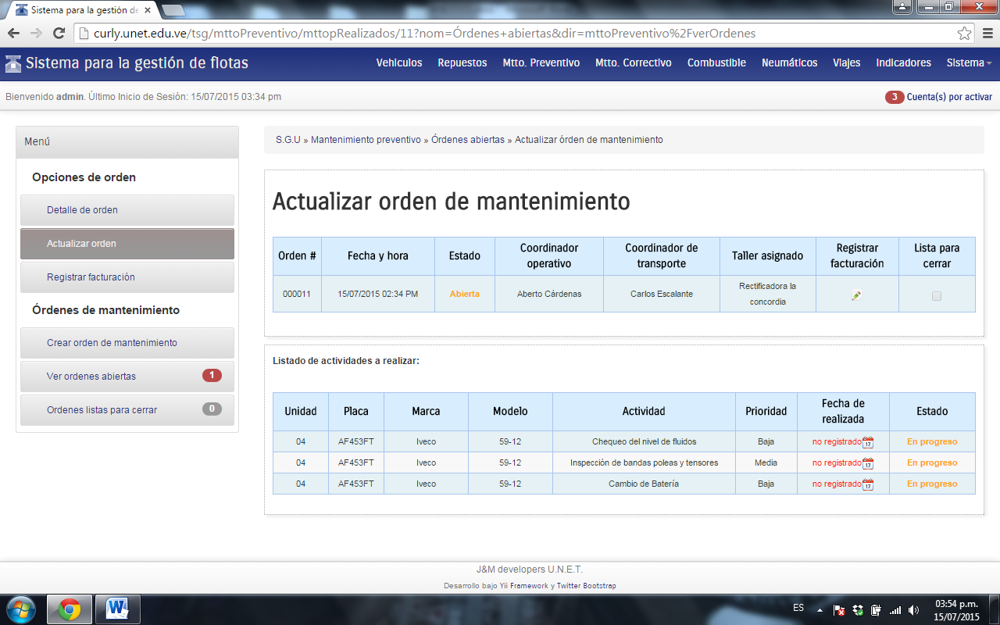 Sistema para la gestión de
curly.unet.edu.ve/tsg/mttoPreventivo/mttopRealizados/11?nom=Órdenes+abiertas&dir=mttoPreventivo%2FverOrdenes
Sistema para la gestión de flotas
Vehiculos Repuestos Mtto. Preventivo Mtto. Correctivo Combustible Neumáticos Viajes Indicadores Sistema
Bienvenido admin. Último Inicio de Sesión: 15/07/2015 03:34 pm
3 Cuenta(s) por activar
Menú
Opciones de orden
Detalle de orden
Actualizar orden
Registrar facturación
Órdenes de mantenimiento
Crear orden de mantenimiento
Ver ordenes abiertas 1
Ordenes listas para cerrar 0
S.G.U » Mantenimiento preventivo » Órdenes abiertas » Actualizar órden de mantenimiento
Actualizar orden de mantenimiento
Orden # Fecha y hora Estado Coordinador operativo Coordinador de transporte Taller asignado Registrar facturación Lista para cerrar
000011 15/07/2015 02:34 PM Abierta Aberto Cárdenas Carlos Escalante Rectificadora la concordia
Listado de actividades a realizar:
Unidad Placa Marca Modelo Actividad Prioridad Fecha de realizada Estado
04 AF453FT Iveco 59-12 Chequeo del nivel de fluidos Baja no registrado 17 En progreso
04 AF453FT Iveco 59-12 Inspección de bandas poleas y tensores Media no registrado 17 En progreso
04 AF453FT Iveco 59-12 Cambio de Batería Baja no registrado 17 En progreso
J&M developers U.N.E.T.
Desarrollo bajo Yii Framework y Twitter Bootstrap
ES
03:54 p.m.
15/07/2015